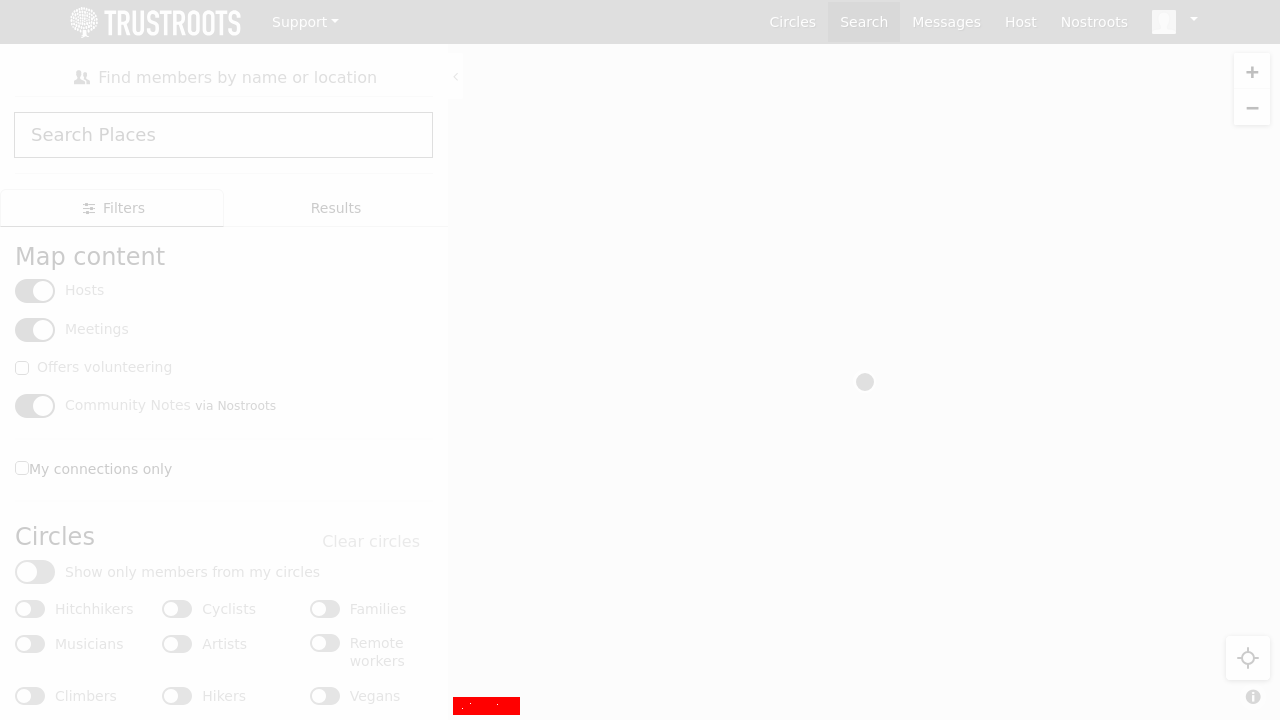 TRUSTROOTS Support Circles Search Messages Host Nostroots
Find members by name or location
Search Places
Filters Results
Map content
Hosts
Meetings
Offers volunteering
Community Notes via Nostroots
My connections only
Circles Clear circles
Show only members from my circles
Hitchhikers Cyclists Families
Musicians Artists Remote workers
Climbers Hikers Vegans